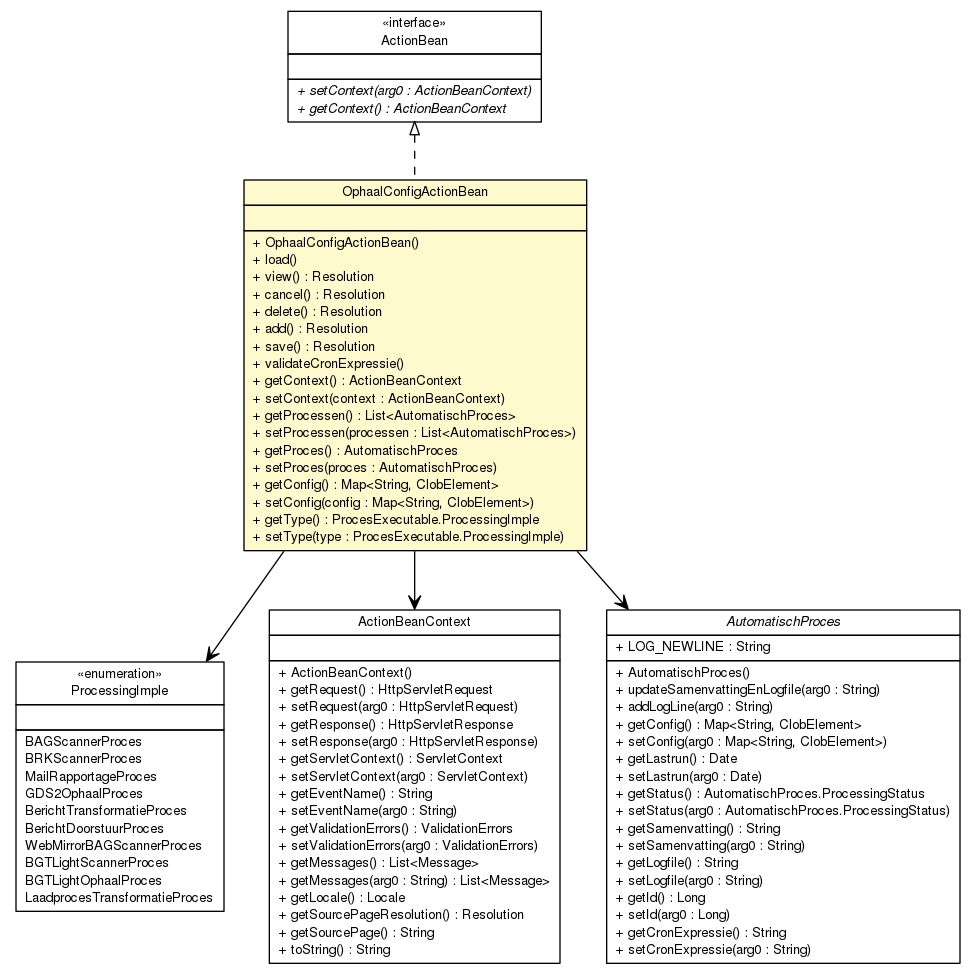 «interface»
ActionBean
+ setContext(arg0 : ActionBeanContext)
+ getContext() : ActionBeanContext
OphaalConfigActionBean
+ OphaalConfigActionBean()
+ load()
+ view() : Resolution
+ cancel() : Resolution
+ delete() : Resolution
+ add() : Resolution
+ save() : Resolution
+ validateCronExpressie()
+ getContext() : ActionBeanContext
+ setContext(context : ActionBeanContext)
+ getProcessen() : List<AutomatischProces>
+ setProcessen(processen : List<AutomatischProces>)
+ getProces() : AutomatischProces
+ setProces(proces : AutomatischProces)
+ getConfig() : Map<String, ClobElement>
+ setConfig(config : Map<String, ClobElement>)
+ getType() : ProcesExecutable.ProcessingImple
+ setType(type : ProcesExecutable.ProcessingImple)
«enumeration»
ProcessingImple
BAGScannerProces
BRKScannerProces
MailRapportageProces
GDS2OphaalProces
BerichtTransformatieProces
BerichtDoorstuurProces
WebMirrorBAGScannerProces
BGTLightScannerProces
BGTLightOphaalProces
LaadprocesTransformatieProces
ActionBeanContext
+ ActionBeanContext()
+ getRequest() : HttpServletRequest
+ setRequest(arg0 : HttpServletRequest)
+ getResponse() : HttpServletResponse
+ setResponse(arg0 : HttpServletResponse)
+ getServletContext() : ServletContext
+ setServletContext(arg0 : ServletContext)
+ getEventName() : String
+ setEventName(arg0 : String)
+ getValidationErrors() : ValidationErrors
+ setValidationErrors(arg0 : ValidationErrors)
+ getMessages() : List<Message>
+ getMessages(arg0 : String) : List<Message>
+ getLocale() : Locale
+ getSourcePageResolution() : Resolution
+ getSourcePage() : String
+ toString() : String
AutomatischProces
+ LOG_NEWLINE : String
+ AutomatischProces()
+ updateSamenvattingEnLogfile(arg0 : String)
+ addLogLine(arg0 : String)
+ getConfig() : Map<String, ClobElement>
+ setConfig(arg0 : Map<String, ClobElement>)
+ getLastrun() : Date
+ setLastrun(arg0 : Date)
+ getStatus() : AutomatischProces.ProcessingStatus
+ setStatus(arg0 : AutomatischProces.ProcessingStatus)
+ getSamenvatting() : String
+ setSamenvatting(arg0 : String)
+ getLogfile() : String
+ setLogfile(arg0 : String)
+ getId() : Long
+ setId(arg0 : Long)
+ getCronExpressie() : String
+ setCronExpressie(arg0 : String)